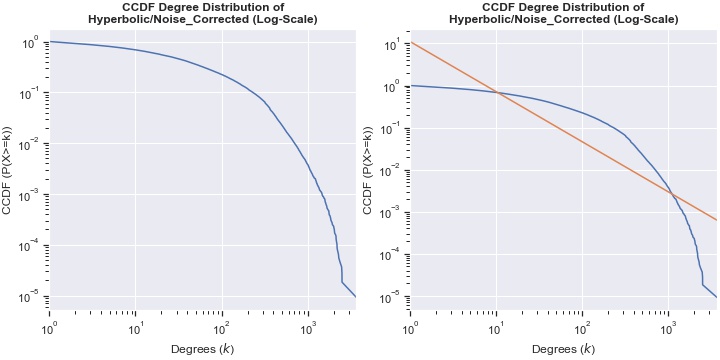 CCDF Degree Distribution of
Hyperbolic/Noise_Corrected (Log-Scale)
CCDF (P(X>=k))
10⁰
10⁻¹
10⁻²
10⁻³
10⁻⁴
10⁻⁵
10⁰
10¹
10²
10³
Degrees (k)
CCDF Degree Distribution of
Hyperbolic/Noise_Corrected (Log-Scale)
CCDF (P(X>=k))
10¹
10⁰
10⁻¹
10⁻²
10⁻³
10⁻⁴
10⁻⁵
10⁰
10¹
10²
10³
Degrees (k)